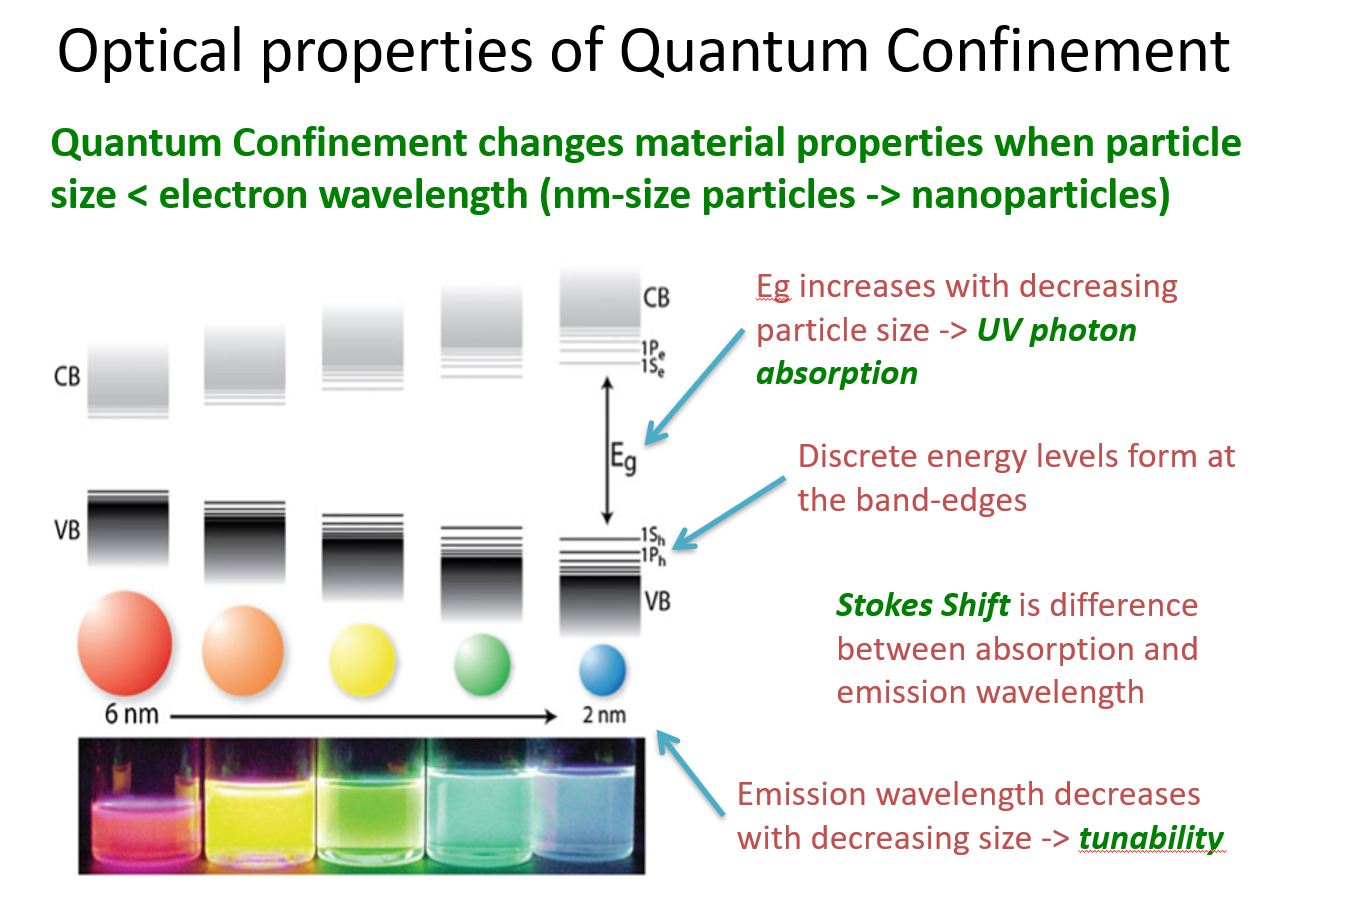 Optical properties of Quantum Confinement
Quantum Confinement changes material properties when particle
size < electron wavelength (nm-size particles -> nanoparticles)
CB
VB
CB
1Pe
1Se
Eg
1Sh
1Ph
VB
6 nm
2 nm
Eg increases with decreasing
particle size -> UV photon
absorption
Discrete energy levels form at
the band-edges
Stokes Shift is difference
between absorption and
emission wavelength
Emission wavelength decreases
with decreasing size -> tunability